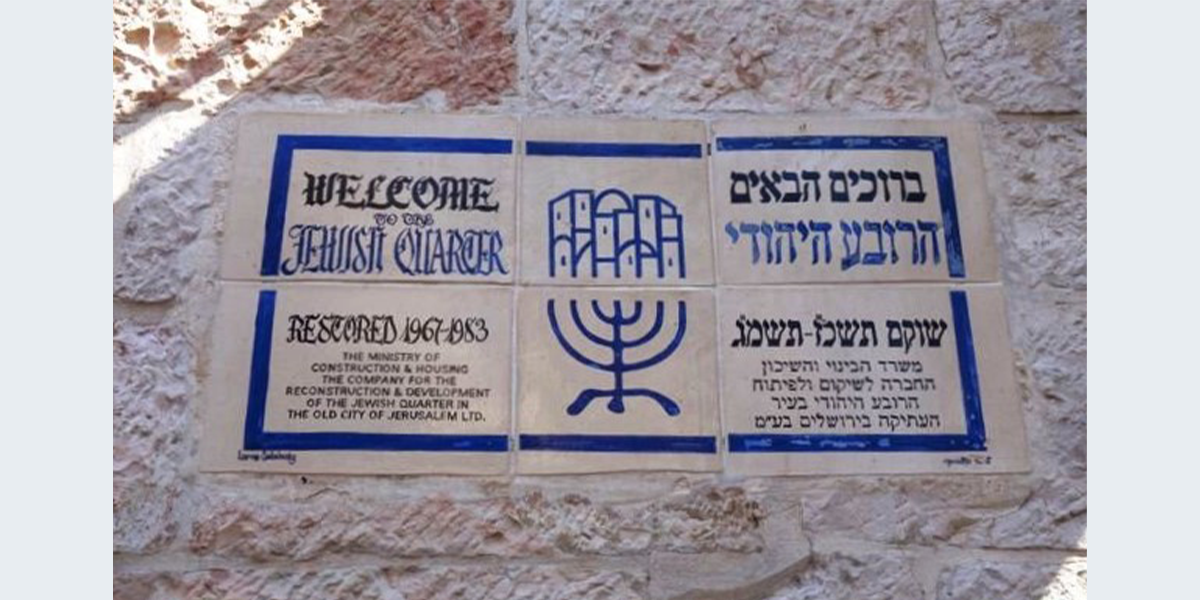 WELCOME
TO THE
JEWISH QUARTER
RESTORED 1967-1983
THE MINISTRY OF
CONSTRUCTION & HOUSING
THE COMPANY FOR THE
RECONSTRUCTION & DEVELOPMENT
OF THE JEWISH QUARTER IN
THE OLD CITY OF JERUSALEM LTD.
ברוכים הבאים
הרובע היהודי
שוקם תשכ״ז-תשמ״ג
משרד הבינוי והשיכון
החברה לשיקום ולפיתוח
הרובע היהודי בעיר
העתיקה בירושלים בע״מ